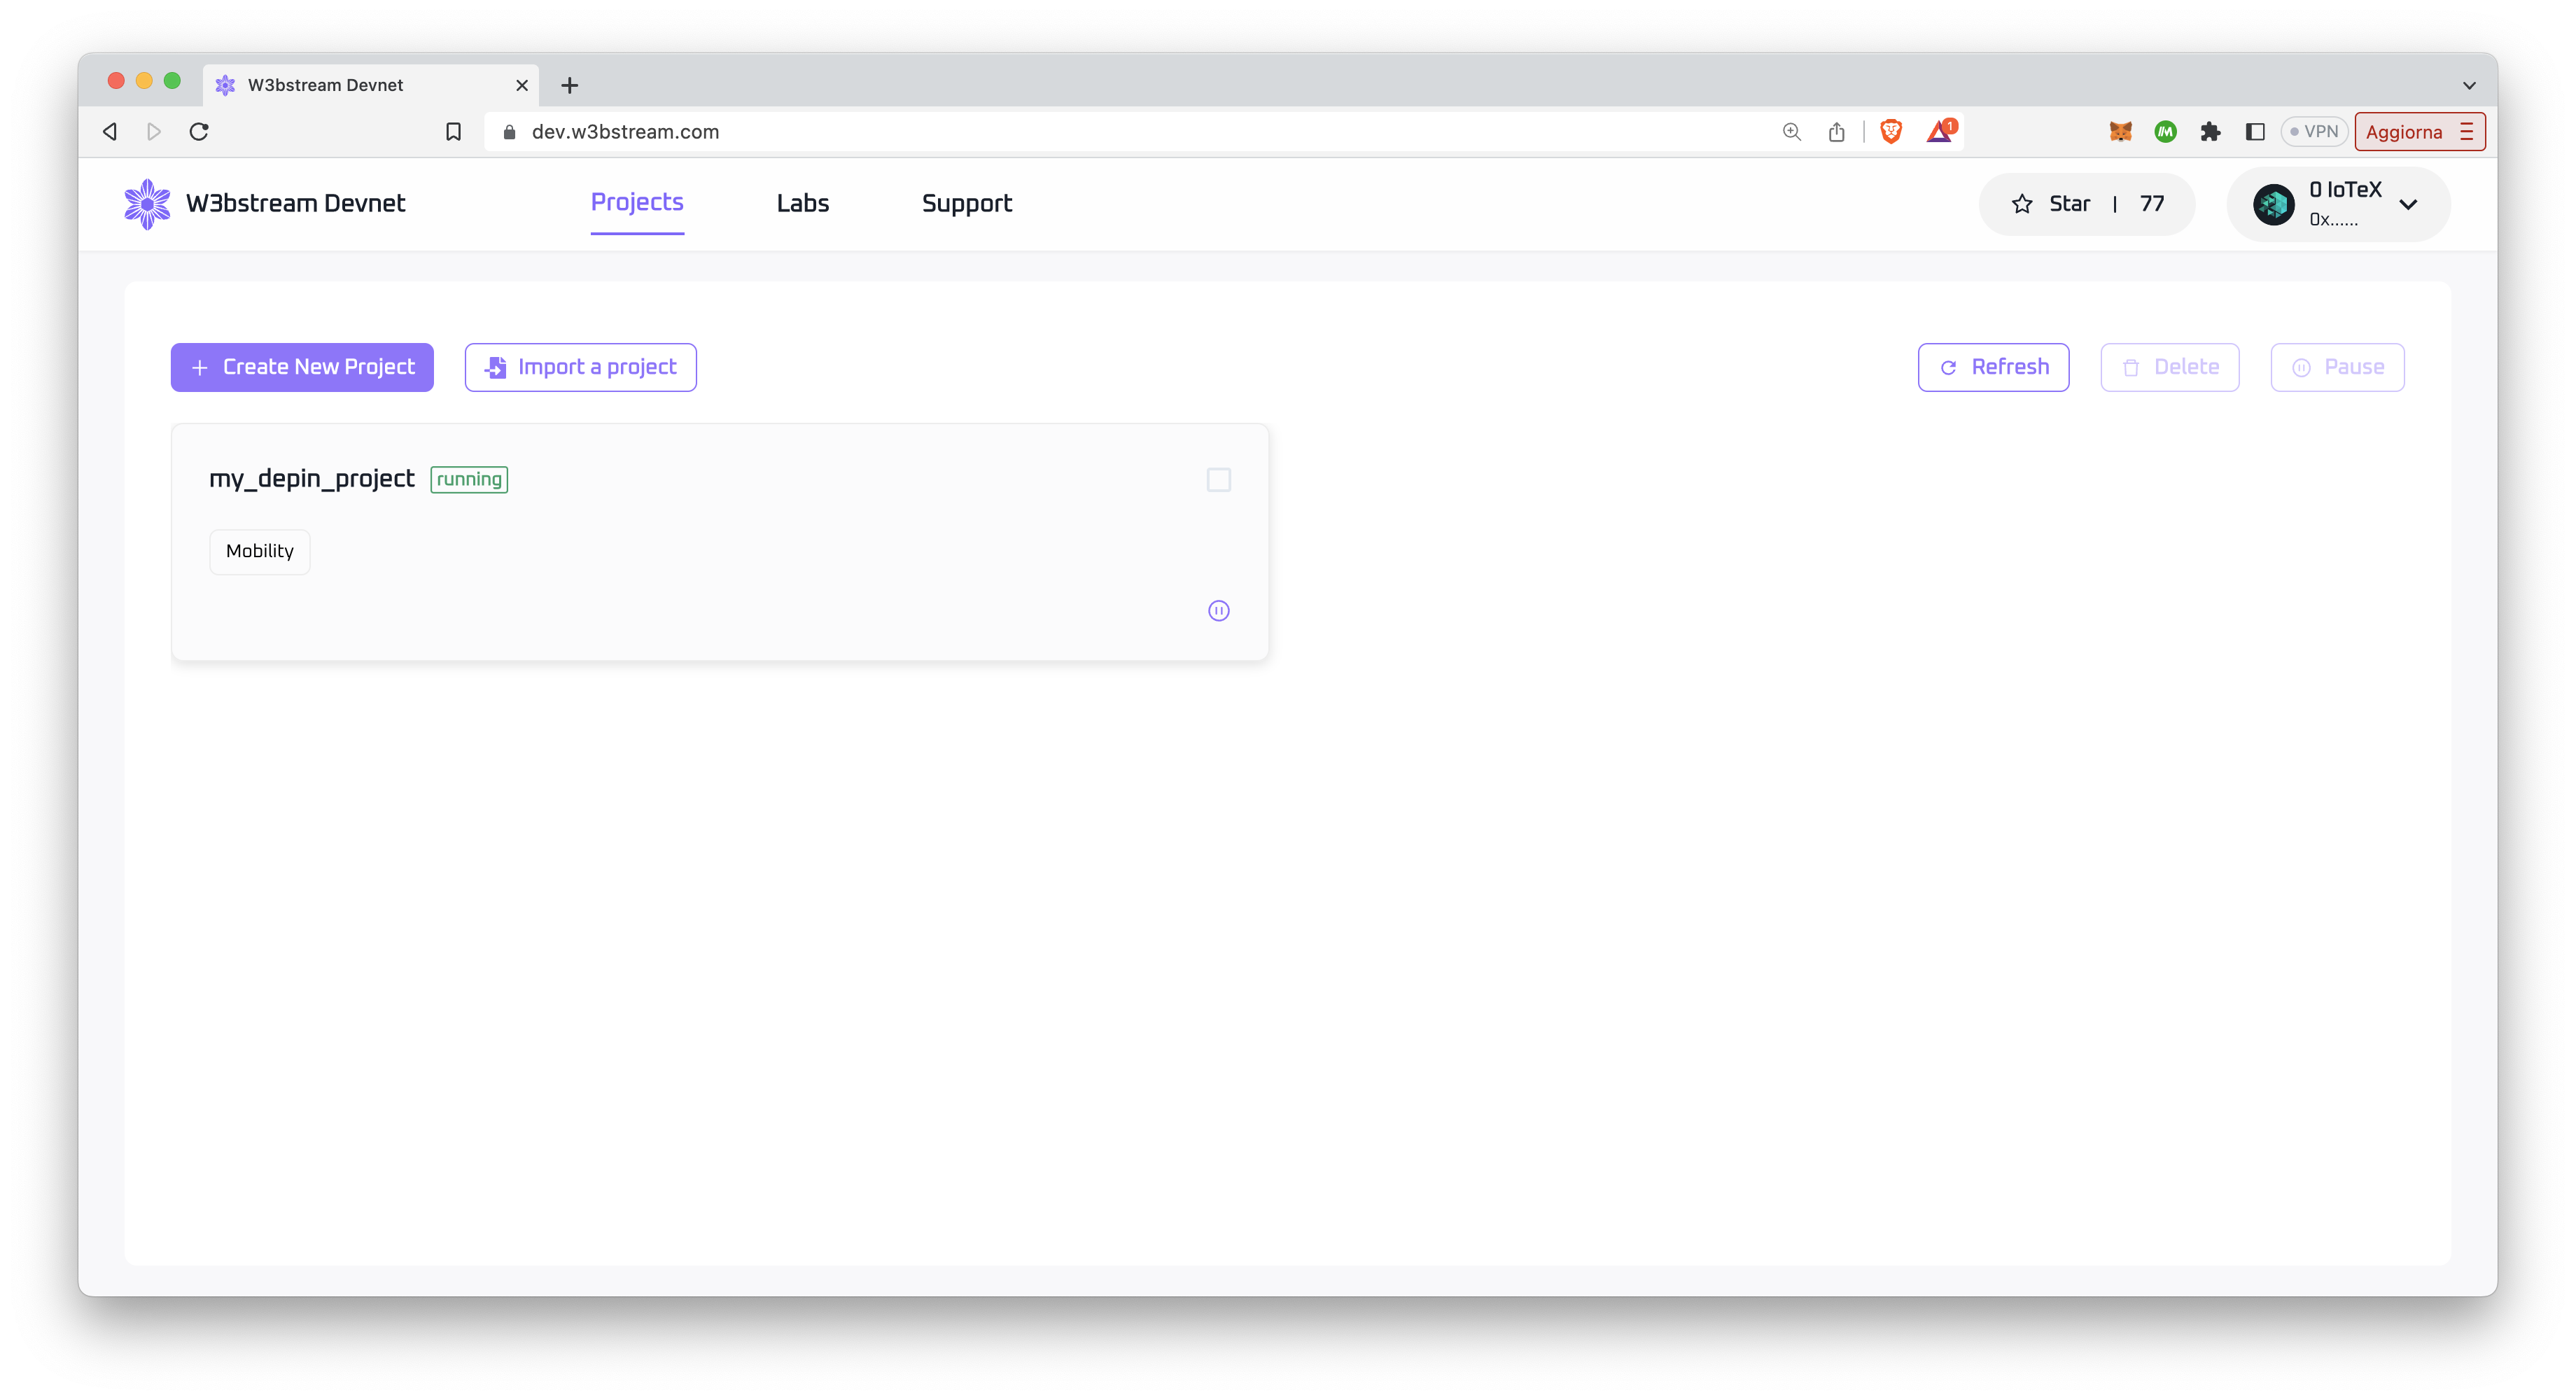 W3bstream Devnet
dev.w3bstream.com
1
VPN
Aggiorna
W3bstream Devnet
Projects
Labs
Support
Star | 77
0 IoTeX
0x......
Create New Project
Import a project
Refresh
Delete
Pause
my_depin_project
running
Mobility